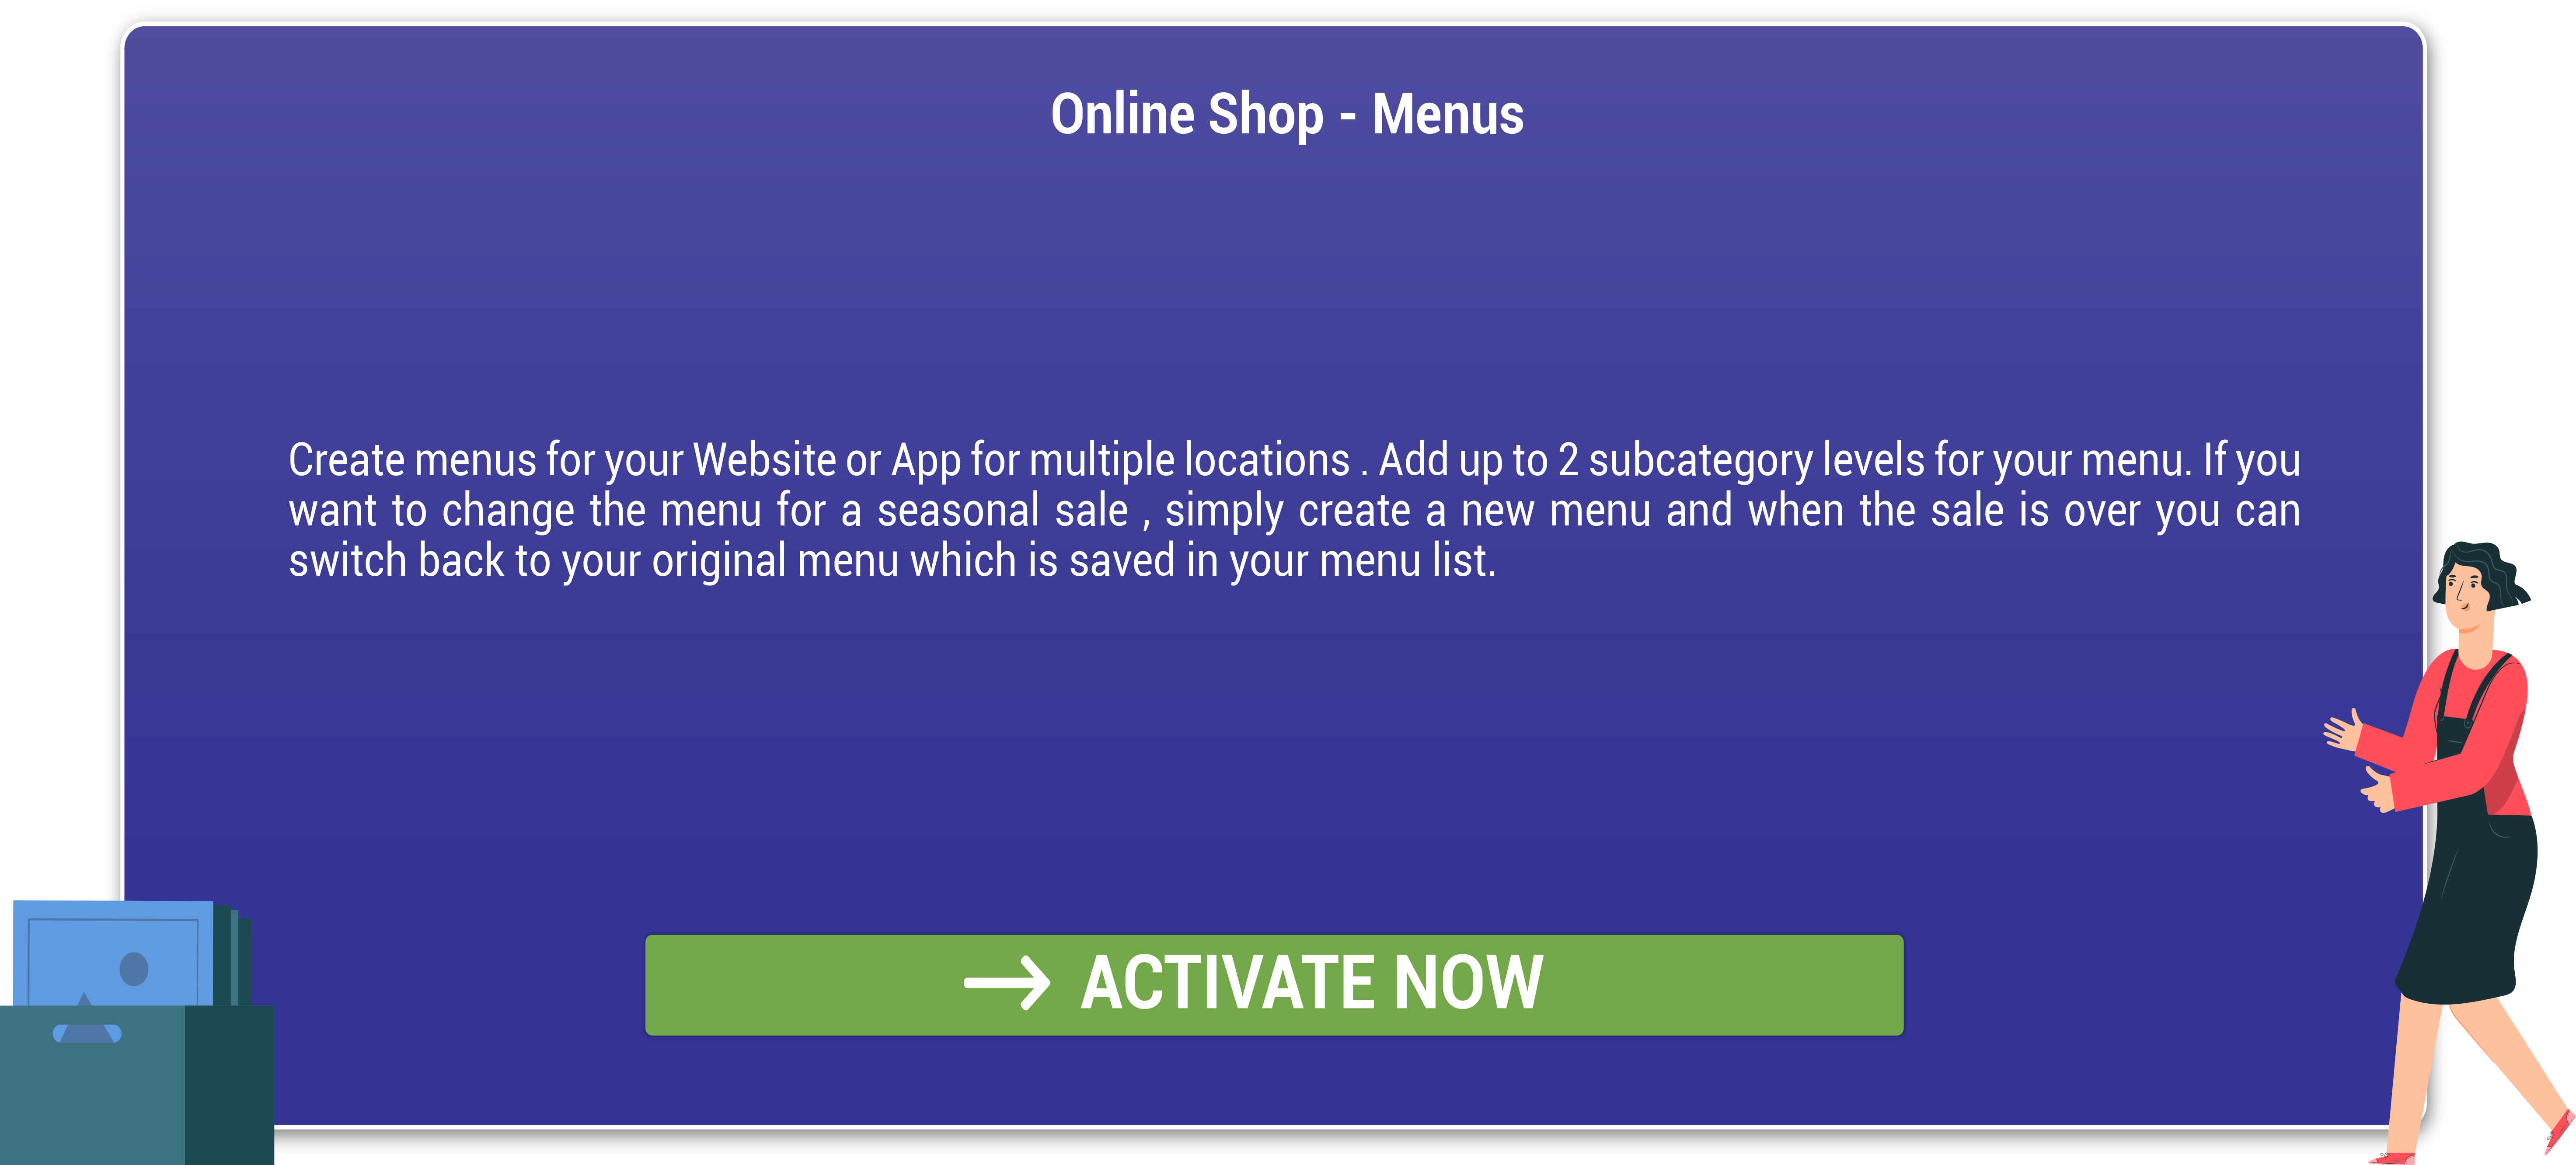 Online Shop - Menus
Create menus for your Website or App for multiple locations . Add up to 2 subcategory levels for your menu. If you
want to change the menu for a seasonal sale , simply create a new menu and when the sale is over you can
switch back to your original menu which is saved in your menu list.
→ ACTIVATE NOW